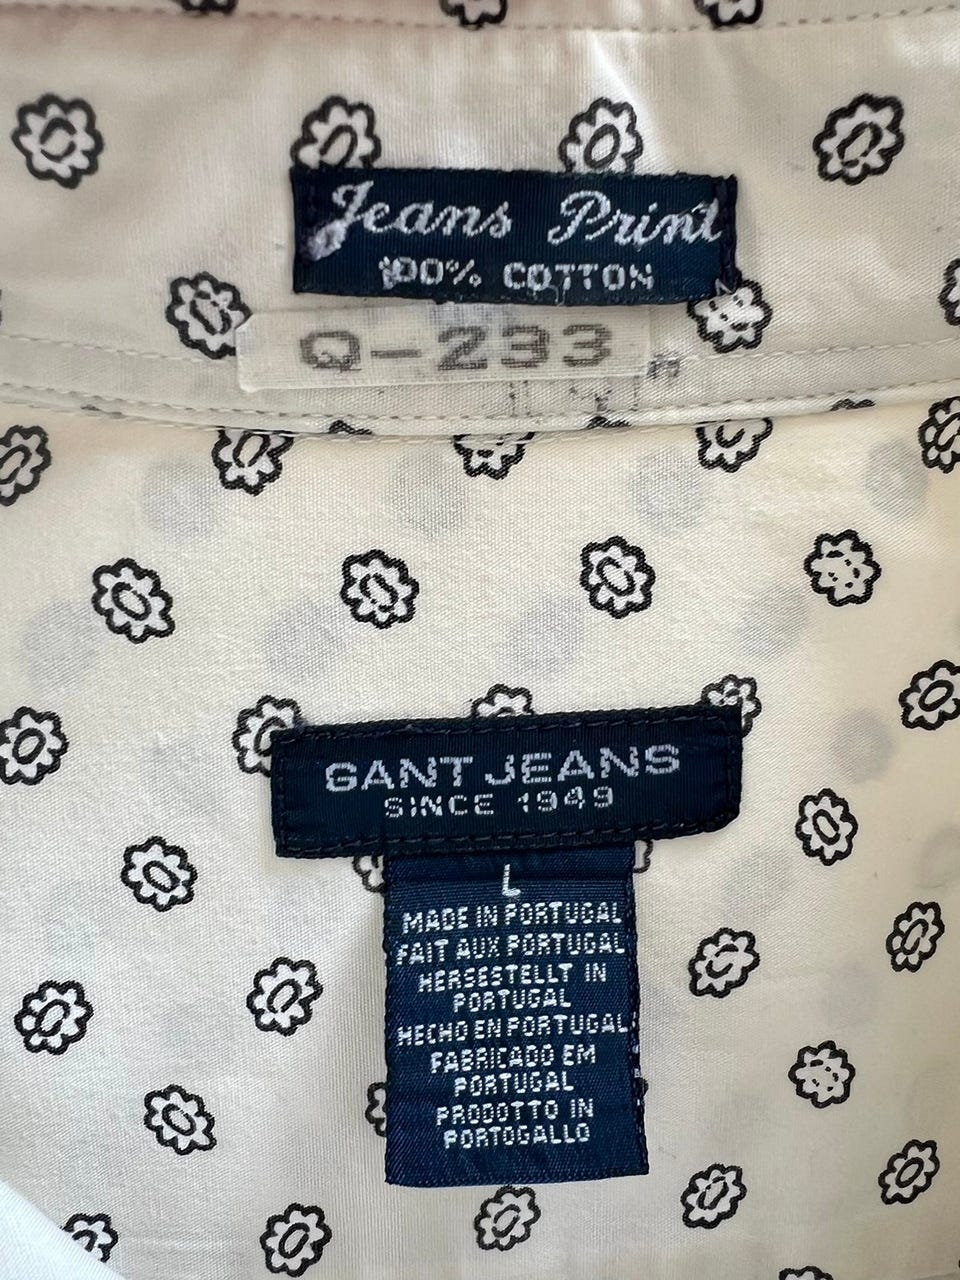 Jeans Print
100% COTTON
Q-233
GANT JEANS
SINCE 1949
L
MADE IN PORTUGAL
FAIT AUX PORTUGAL
HERSESTELLT IN
PORTUGAL
HECHO EN PORTUGAL
FABRICADO EM
PORTUGAL
PRODOTTO IN
PORTOGALLO